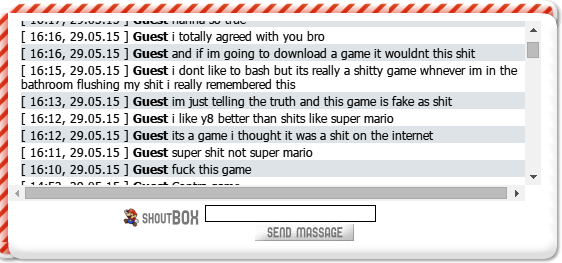 [ 16:17, 29.05.15 ] Guest hahha so true
[ 16:16, 29.05.15 ] Guest i totally agreed with you bro
[ 16:16, 29.05.15 ] Guest and if im going to download a game it wouldnt this shit
[ 16:15, 29.05.15 ] Guest i dont like to bash but its really a shitty game whnever im in the
bathroom flushing my shit i really remembered this
[ 16:13, 29.05.15 ] Guest im just telling the truth and this game is fake as shit
[ 16:12, 29.05.15 ] Guest i like y8 better than shits like super mario
[ 16:12, 29.05.15 ] Guest its a game i thought it was a shit on the internet
[ 16:11, 29.05.15 ] Guest super shit not super mario
[ 16:10, 29.05.15 ] Guest fuck this game
29.05.15 ] Guest Contra game
SHOUTBOX
SEND MASSAGE